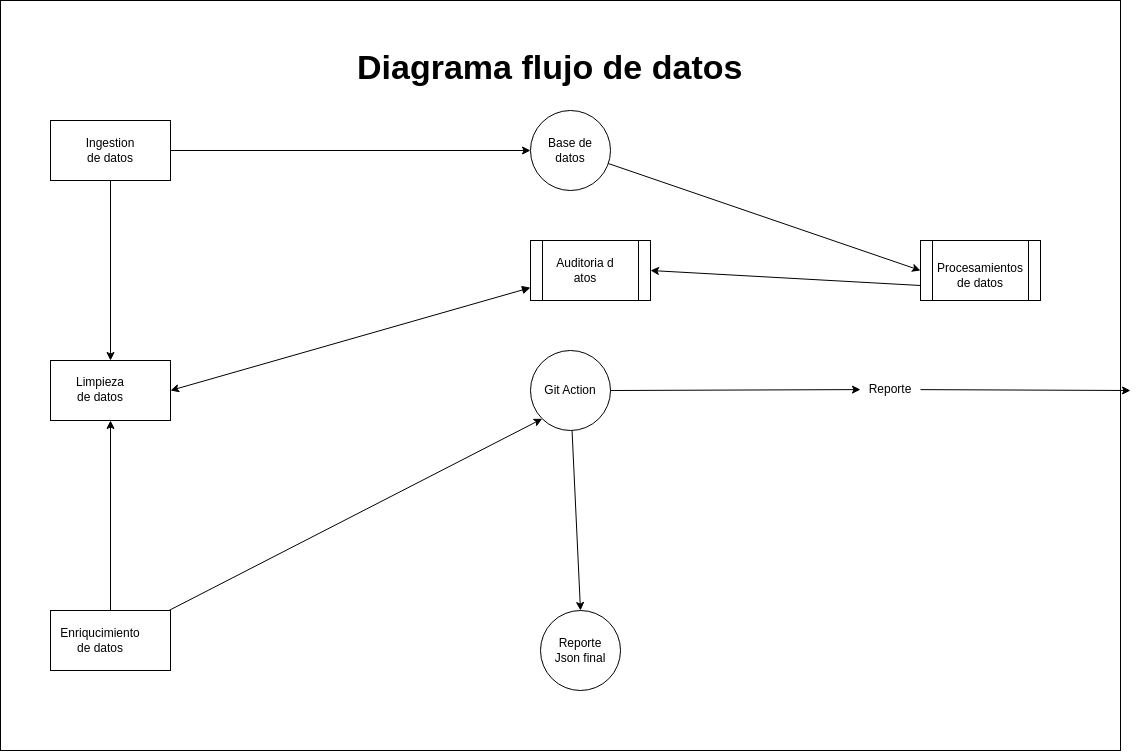 Diagrama flujo de datos
Ingestion
de datos
Base de
datos
Auditoria d
atos
Procesamientos
de datos
Limpieza
de datos
Git Action
Reporte
Enriqucimiento
de datos
Reporte
Json final